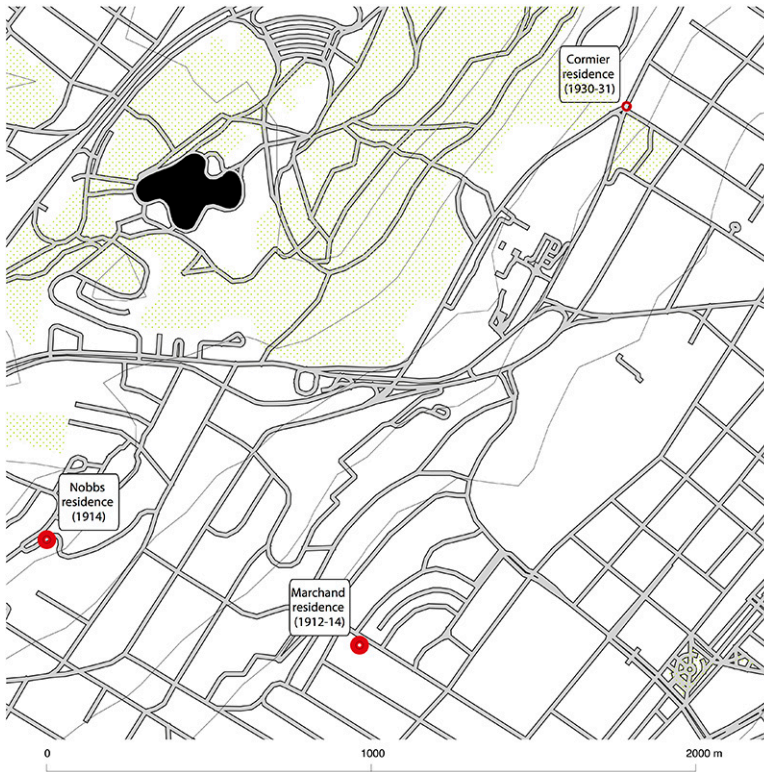 Cormier
residence
(1930-31)
Nobbs
residence
(1914)
Marchand
residence
(1912-14)
0
1000
2000 m